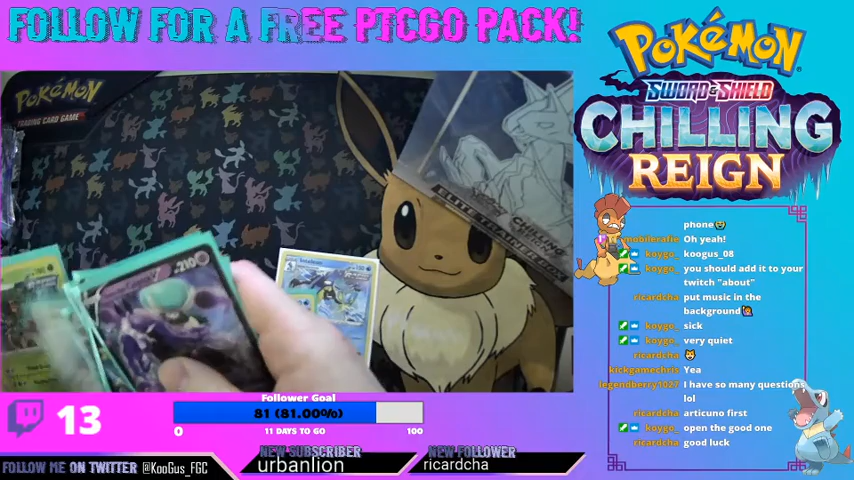 FOLLOW FOR A FREE PTCGO PACK!
POKéMON
SWORD & SHIELD
CHILLING
REIGN
POKéMON
TRADING CARD GAME
210
Inteleon
phone😭
mobilerafie Oh yeah!
koygo_ koogus_08
koygo_ you should add it to your
twitch "about"
ricardcha put music in the
background🙋
koygo_ sick
koygo_ very quiet
ricardcha
kickgamechris Yea
legendberry1027 I have so many questions
lol
ricardcha articuno first
koygo_ open the good one
ricardcha good luck
13
Follower Goal
81 (81.00%)
0
11 DAYS TO GO
100
FOLLOW ME ON TWITTER @KooGus_FGC
NEW SUBSCRIBER
urbanlion
NEW FOLLOWER
ricardcha